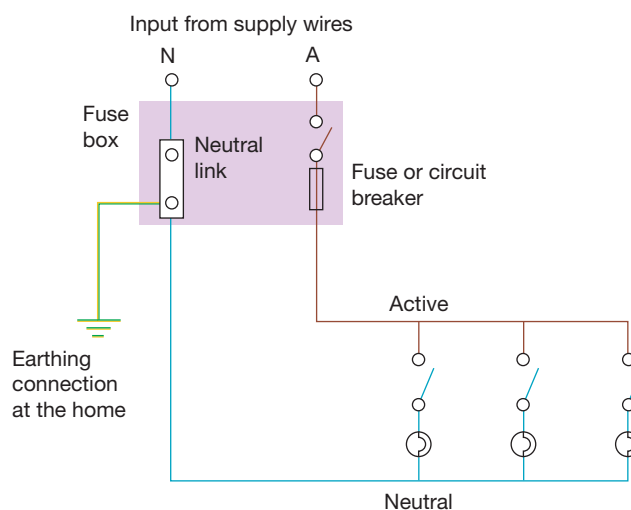 Input from supply wires
N
A
Fuse
box
Neutral
link
Fuse or circuit
breaker
Active
Earthing
connection
at the home
Neutral